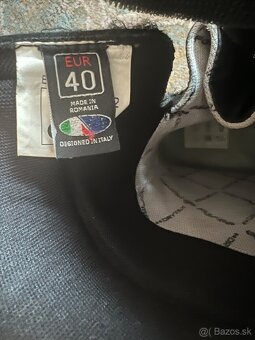 EUR
40
MADE IN
ROMANIA
DESIGNED IN ITALY
© Bazos.sk